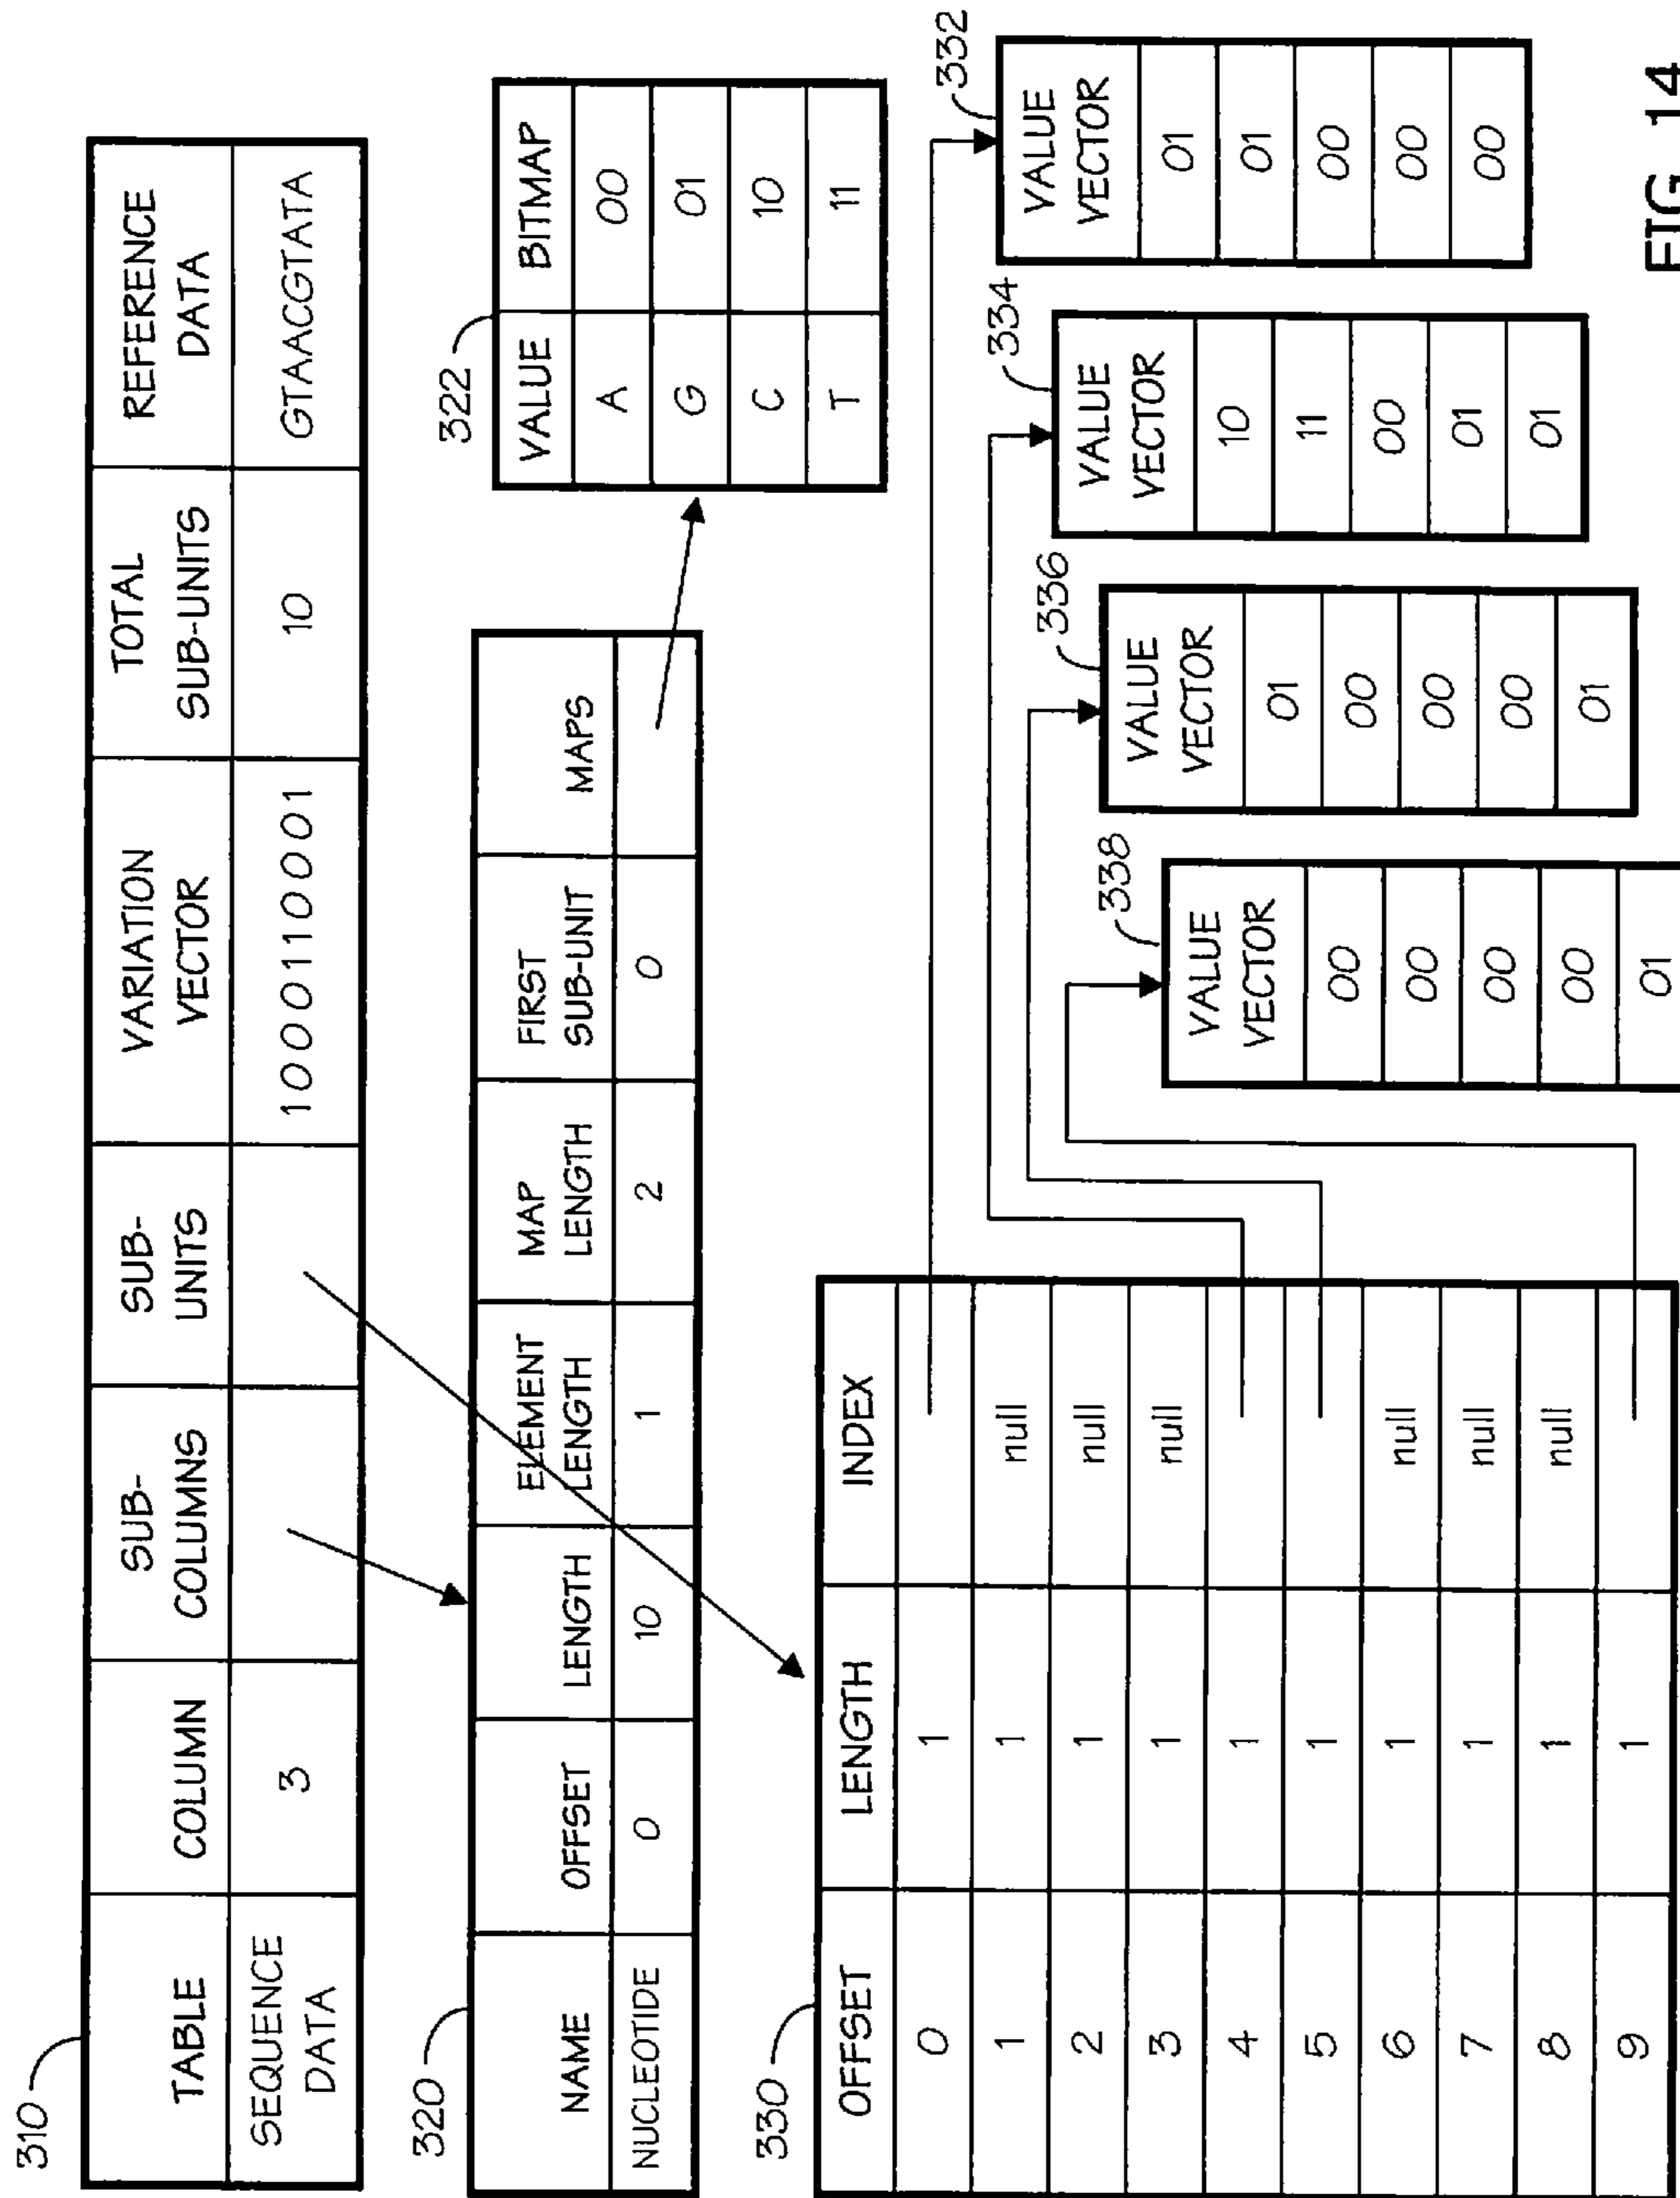 310
TABLE COLUMN SUB-COLUMNS SUB-UNITS VARIATION VECTOR TOTAL SUB-UNITS REFERENCE DATA
SEQUENCE DATA 3 1000110001 10 GTAACGTATA
320
NAME OFFSET LENGTH ELEMENT LENGTH MAP LENGTH FIRST SUB-UNIT MAPS
NUCLEOTIDE 0 10 1 2 0
322
VALUE BITMAP
A 00
G 01
C 10
T 11
330
OFFSET LENGTH INDEX
0 1
1 1 null
2 1 null
3 1 null
4 1
5 1
6 1 null
7 1 null
8 1 null
9 1
338
VALUE
VECTOR
00
00
00
00
01
336
VALUE
VECTOR
01
00
00
00
01
334
VALUE
VECTOR
10
11
00
01
01
332
VALUE
VECTOR
01
01
00
00
00
FIG. 14